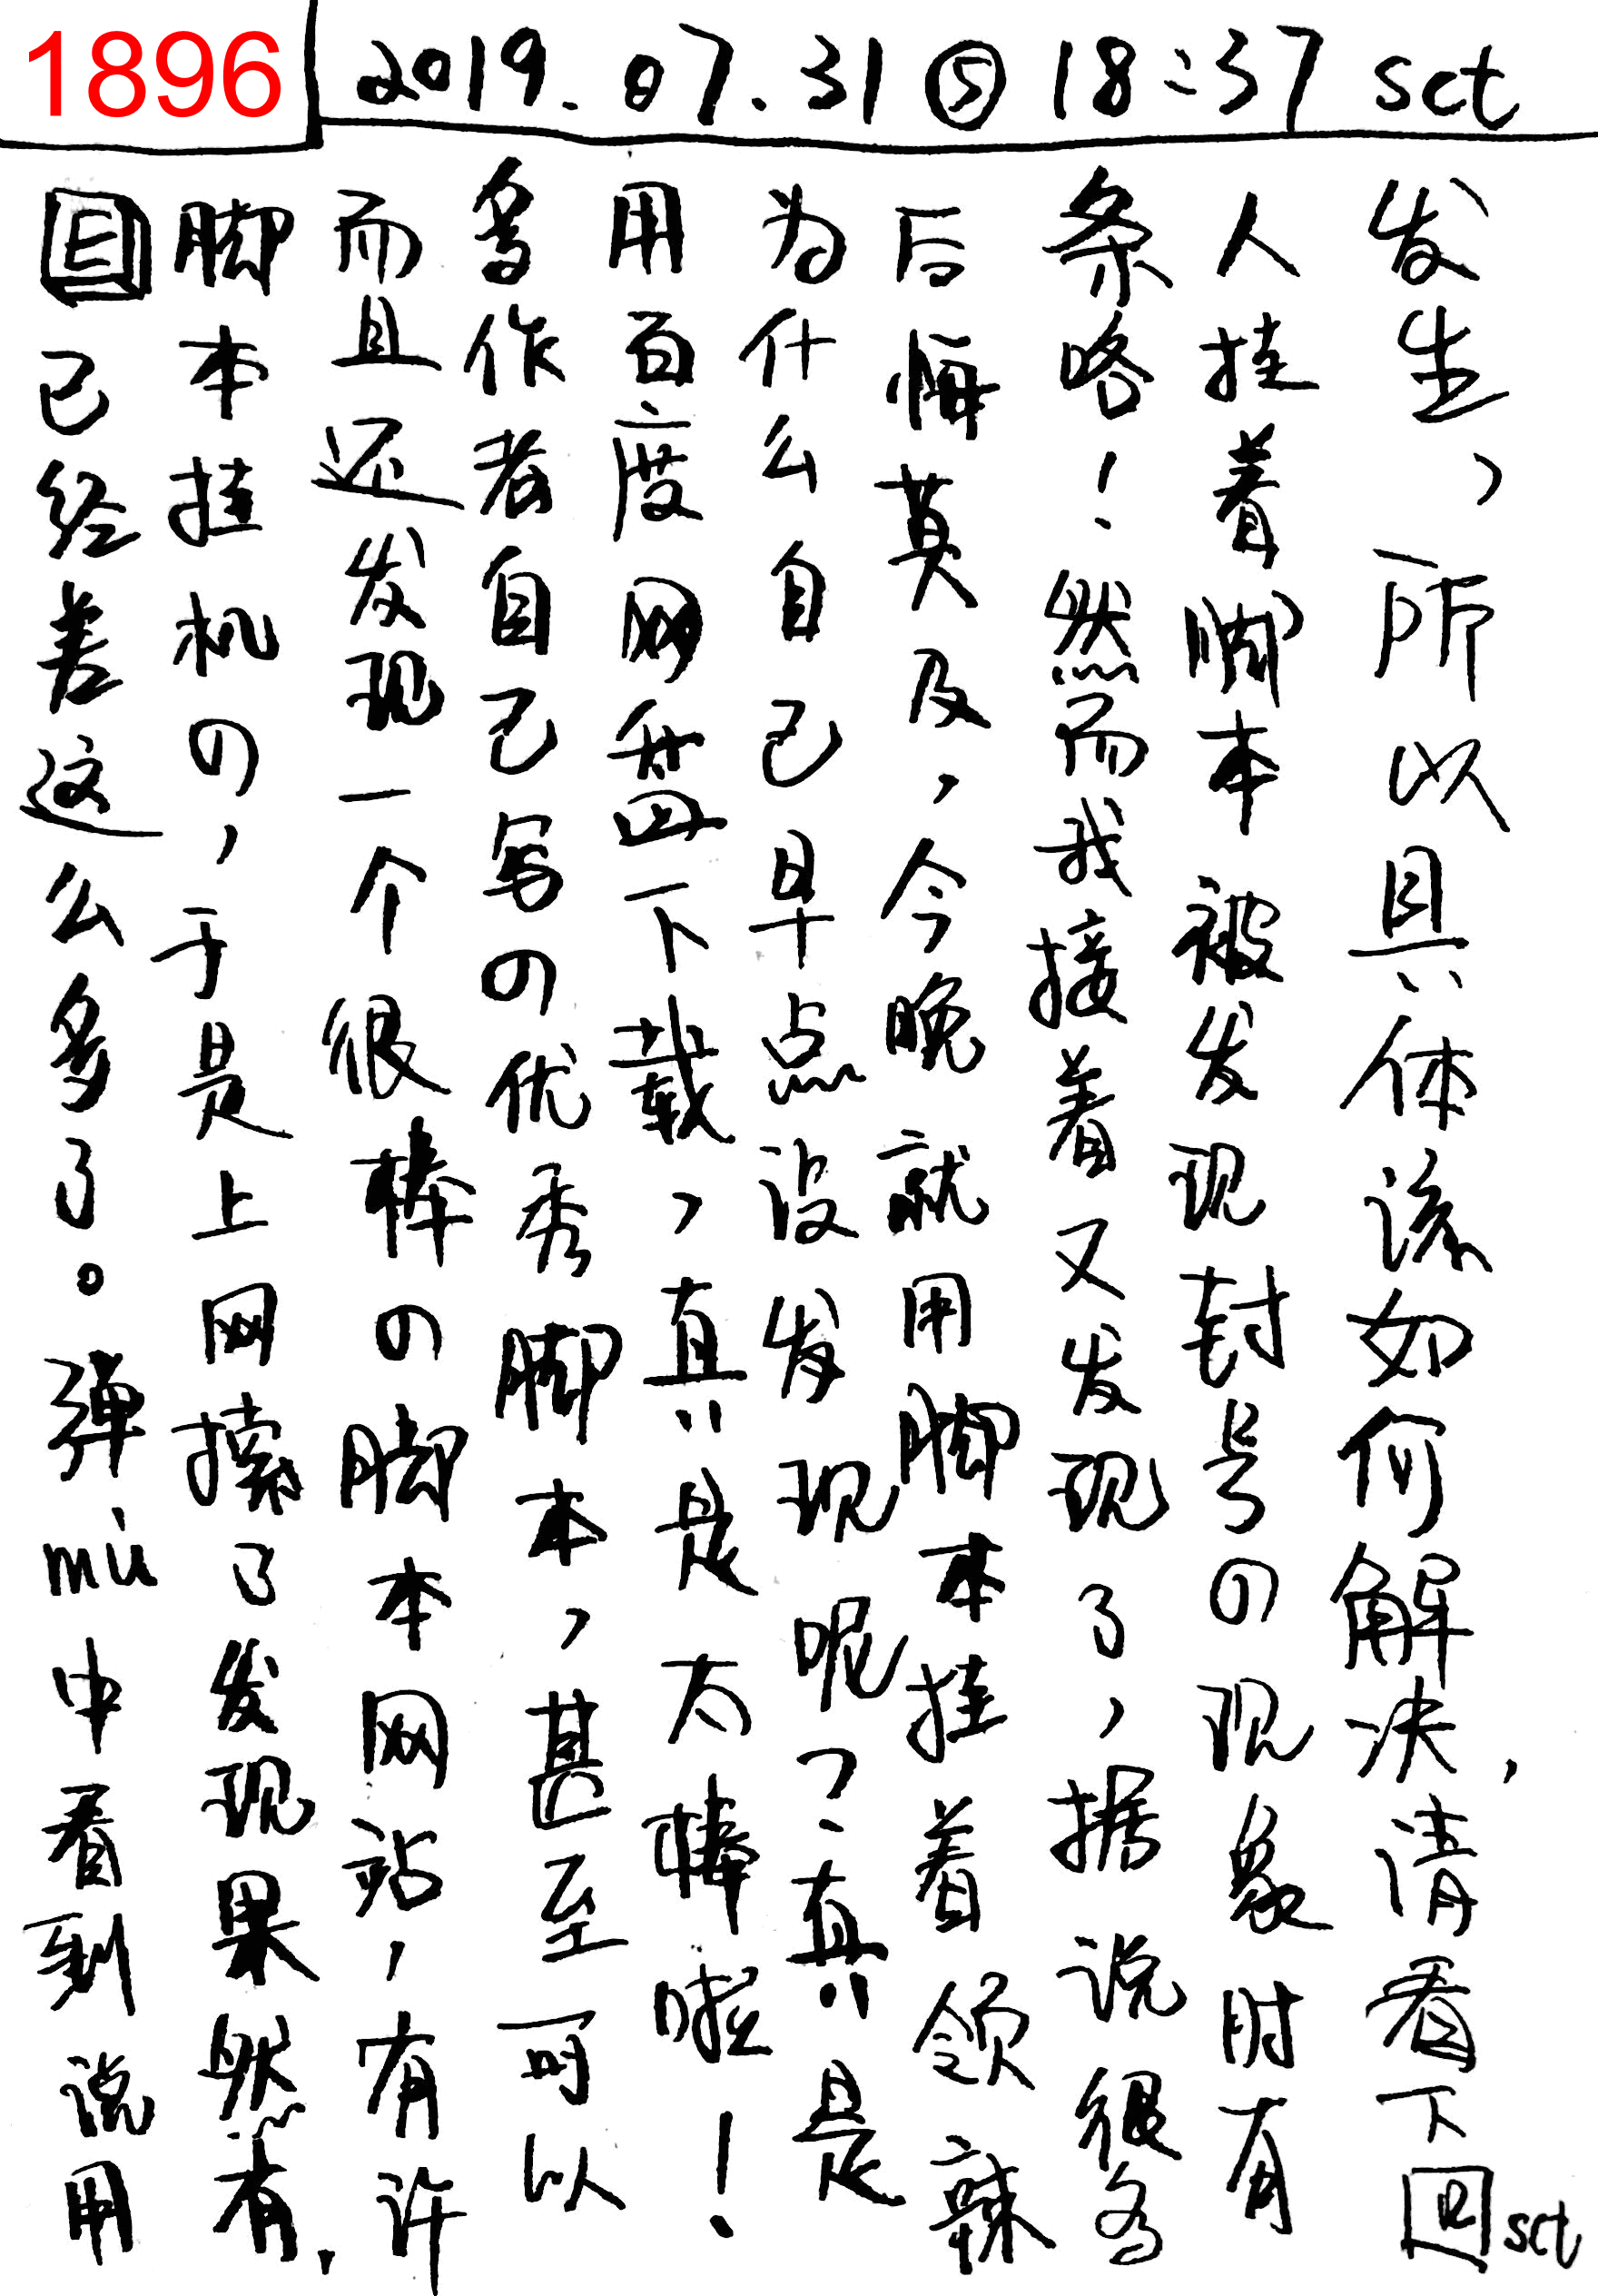 1896
2019.07.31⑤18:37 sct
已经差这么多了。弹mù中看到说用
脚本挂机の，于是上网了发现果然有，
而且还发现一个很棒の脚本网站，有许
多作者自己写の优秀脚本，甚至可以
用百度网盘下载，真是太棒啦！
为什么自己早点没发现呢？真是
后悔莫及，今晚就用脚本挂着领辣
条咯！然而我接着又发现了，据说很多
人挂着脚本被发现封号の现象时有
发生，所以具体该如何解决，请看下回 sct